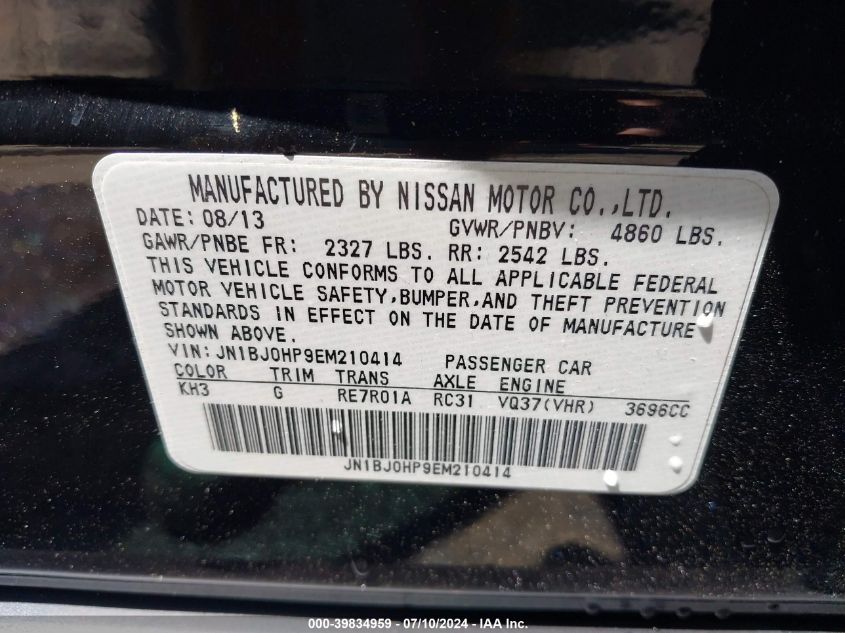 MANUFACTURED BY NISSAN MOTOR CO.,LTD.
DATE: 08/13 GVWR/PNBV: 4860 LBS.
GAWR/PNBE FR: 2327 LBS. RR: 2542 LBS.
THIS VEHICLE CONFORMS TO ALL APPLICABLE FEDERAL
MOTOR VEHICLE SAFETY,BUMPER,AND THEFT PREVENTION
STANDARDS IN EFFECT ON THE DATE OF MANUFACTURE
SHOWN ABOVE.
VIN:JN1BJ0HP9EM210414 PASSENGER CAR
COLOR TRIM TRANS AXLE ENGINE
KH3 G RE7R01A RC31 VQ37(VHR) 3696CC
JN1BJ0HP9EM210414
000-39834959 - 07/10/2024 - IAA Inc.